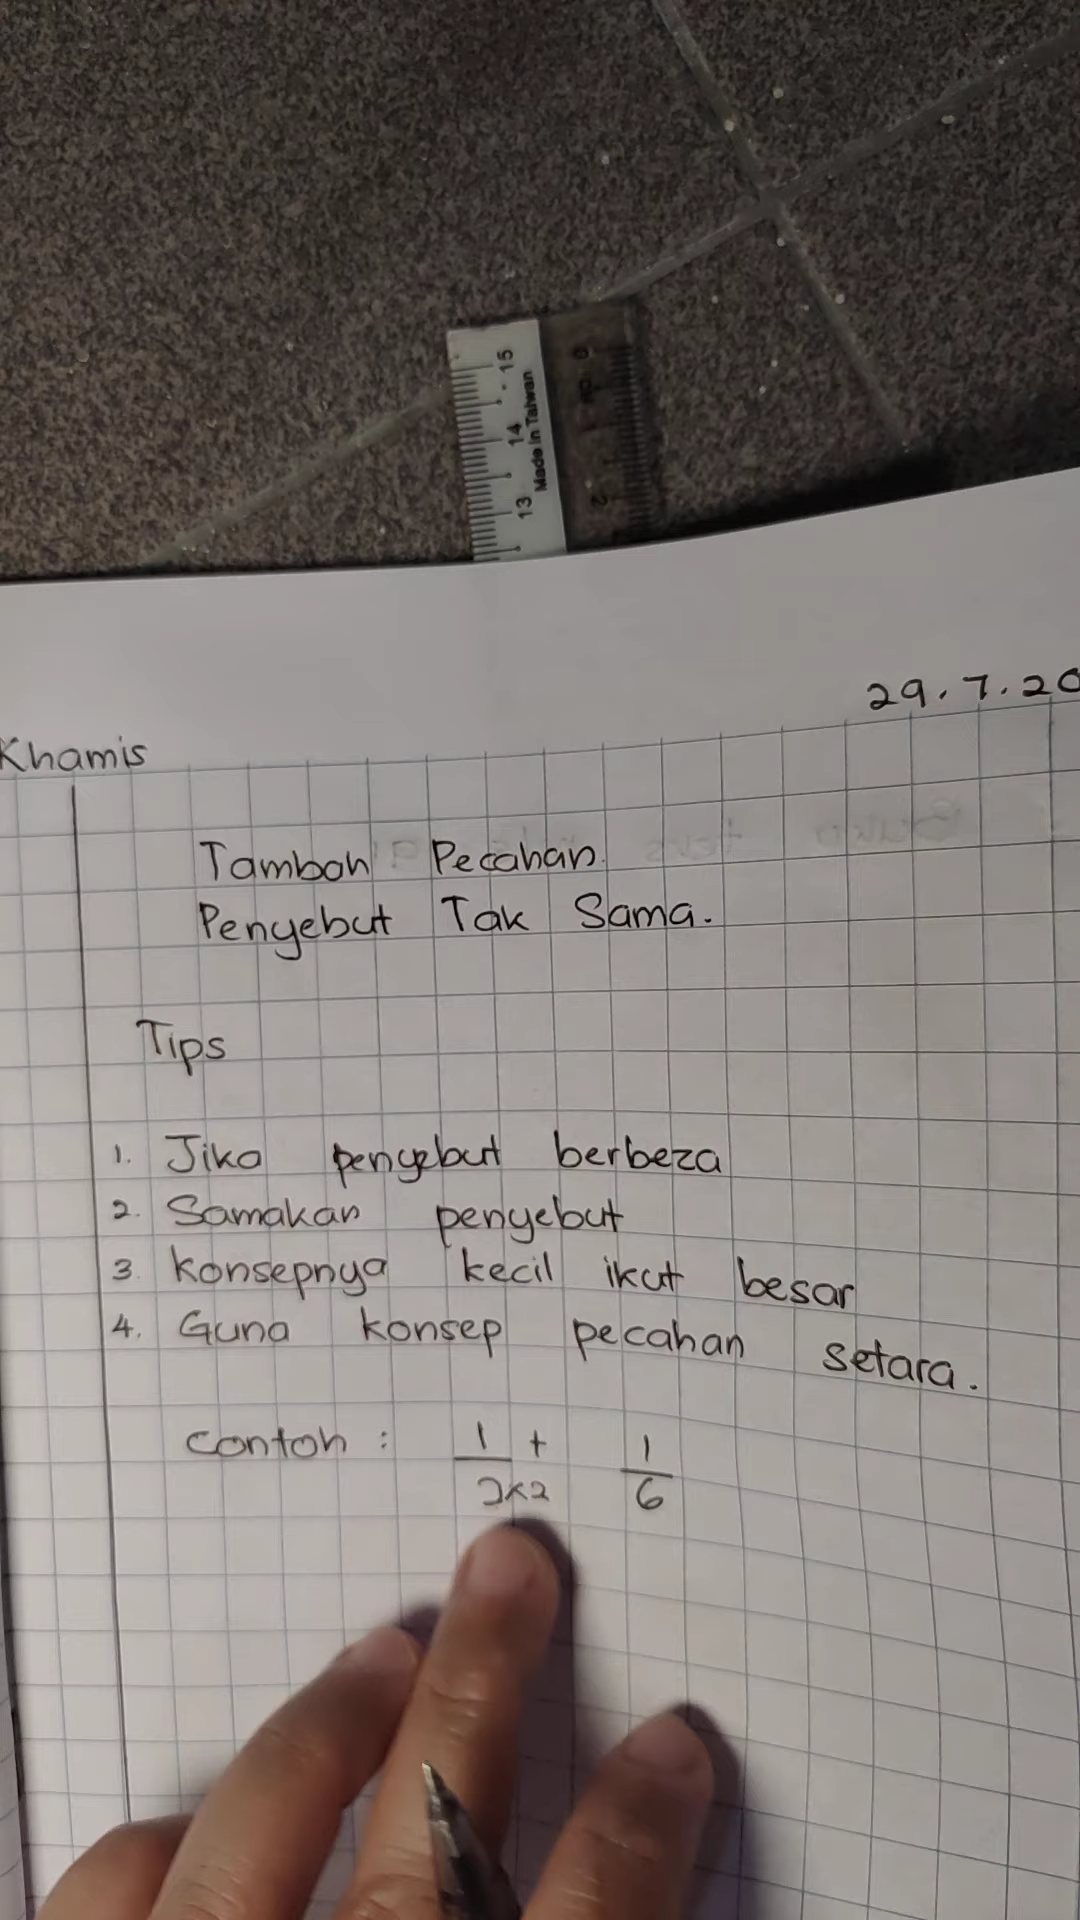 15
14
13
Made in Taiwan
29.7.20
Khamis
Tambah Pecahan
Penyebut Tak Sama.
Tips
1. Jika penyebut berbeza
2. Samakan penyebut
3. Konsepnya kecil ikut besar
4. Guna konsep pecahan setara.
Contoh : 1 + 1
x2 6